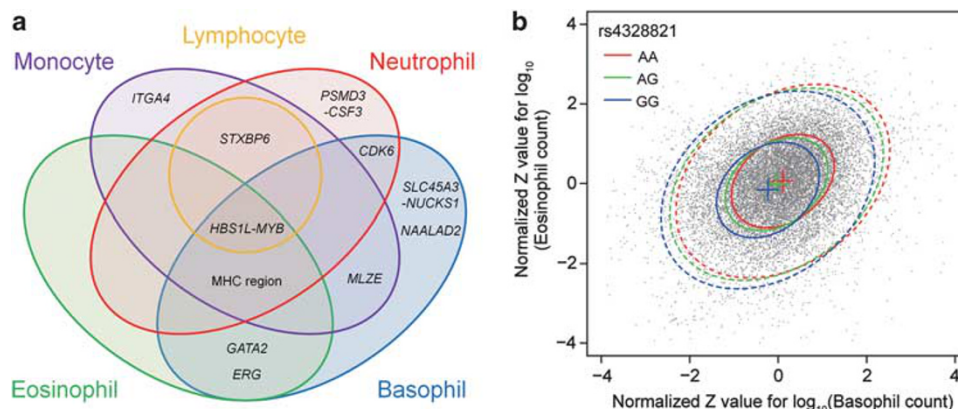 a
Lymphocyte
Monocyte
Neutrophil
ITGA4
PSMD3
-CSF3
STXBP6
CDK6
SLC45A3
-NUCKS1
HBS1L-MYB
NAALAD2
MHC region
MLZE
GATA2
ERG
Eosinophil
Basophil
b
rs4328821
AA
AG
GG
Normalized Z value for log10
(Eosinophil count)
4
2
0
−2
−4
−4
−2
0
2
4
Normalized Z value for log10(Basophil count)